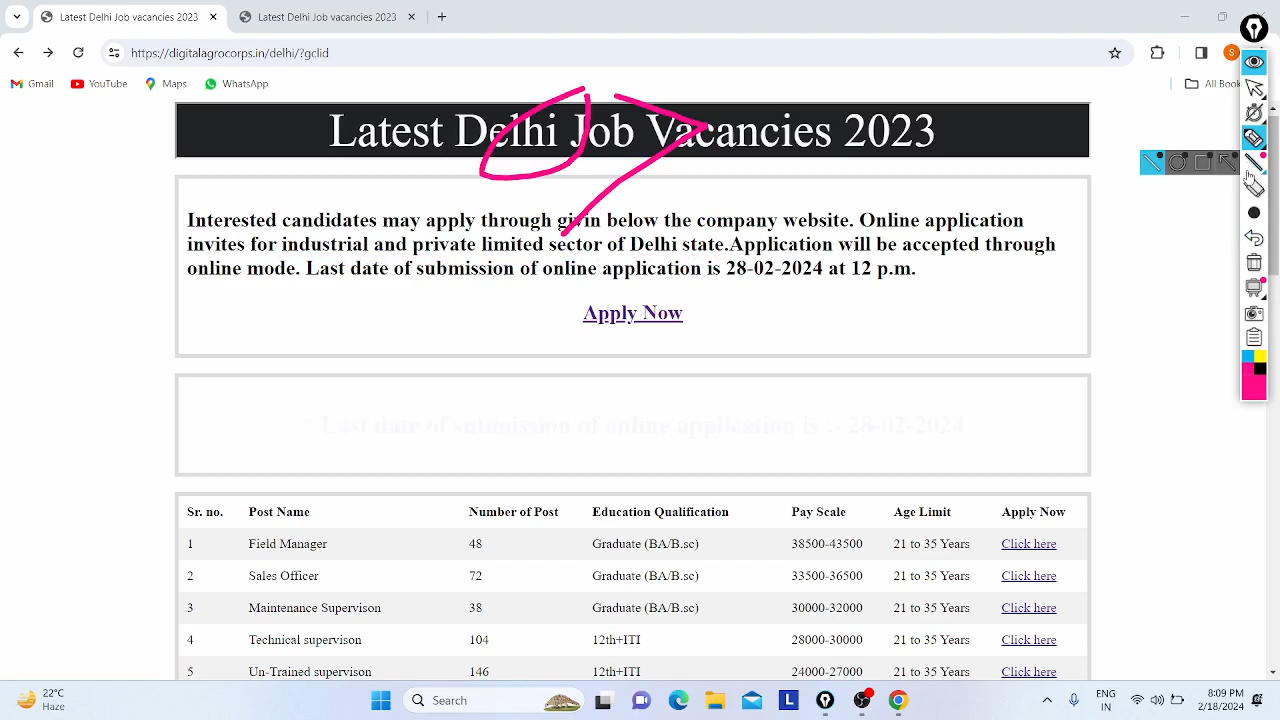 Latest Delhi Job vacancies 2023
Latest Delhi Job vacancies 2023
https://digitalagrocorps.in/delhi/?gclid
S
Gmail YouTube Maps WhatsApp All Book
Latest Delhi Job Vacancies 2023
Interested candidates may apply through givin below the company website. Online application
invites for industrial and private limited sector of Delhi state.Application will be accepted through
online mode. Last date of submission of online application is 28-02-2024 at 12 p.m.
Apply Now
* Last date of submission of online application is :- 28-02-2024
Sr. no. Post Name Number of Post Education Qualification Pay Scale Age Limit Apply Now
1 Field Manager 48 Graduate (BA/B.sc) 38500-43500 21 to 35 Years Click here
2 Sales Officer 72 Graduate (BA/B.sc) 33500-36500 21 to 35 Years Click here
3 Maintenance Supervison 38 Graduate (BA/B.sc) 30000-32000 21 to 35 Years Click here
4 Technical supervison 104 12th+ITI 28000-30000 21 to 35 Years Click here
5 Un-Trained supervison 146 12th+ITI 24000-27000 21 to 35 Years Click here
22°C
Haze
Search
L
ENG
IN
8:09 PM
2/18/2024